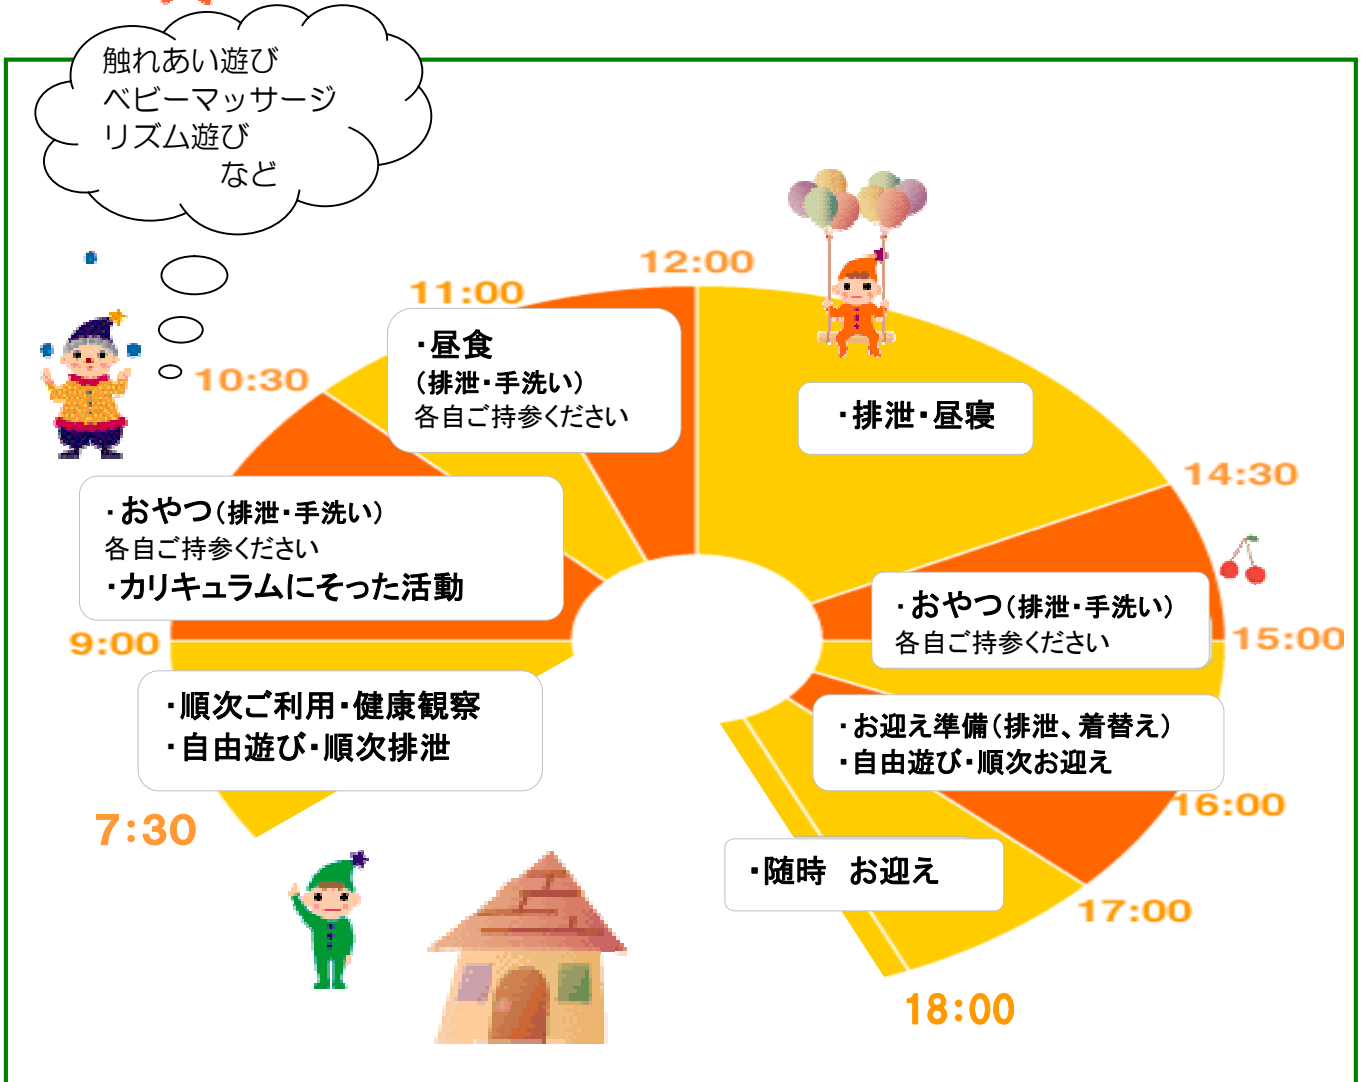 触れあい遊び
ベビーマッサージ
リズム遊び
など
12:00
11:00
・昼食
(排泄・手洗い)
各自ご持参ください
10:30
・排泄・昼寝
14:30
・おやつ(排泄・手洗い)
各自ご持参ください
・カリキュラムにそった活動
・おやつ(排泄・手洗い)
各自ご持参ください
9:00
15:00
・順次ご利用・健康観察
・自由遊び・順次排泄
・お迎え準備(排泄、着替え)
・自由遊び・順次お迎え
7:30
16:00
・随時　お迎え
17:00
18:00